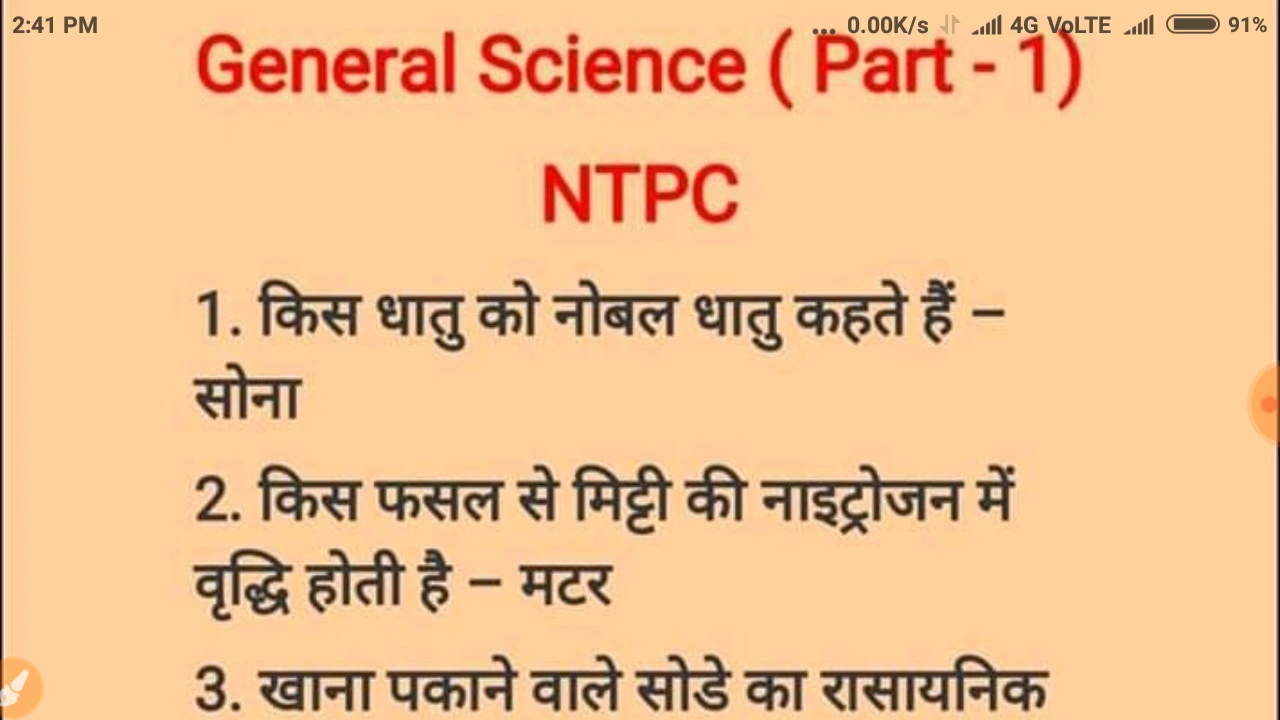 2:41 PM ... 0.00K/s 4G VoLTE 91%
General Science ( Part - 1)
NTPC
1. किस धातु को नोबल धातु कहते हैं –
सोना
2. किस फसल से मिट्टी की नाइट्रोजन में
वृद्धि होती है – मटर
3. खाना पकाने वाले सोडे का रासायनिक